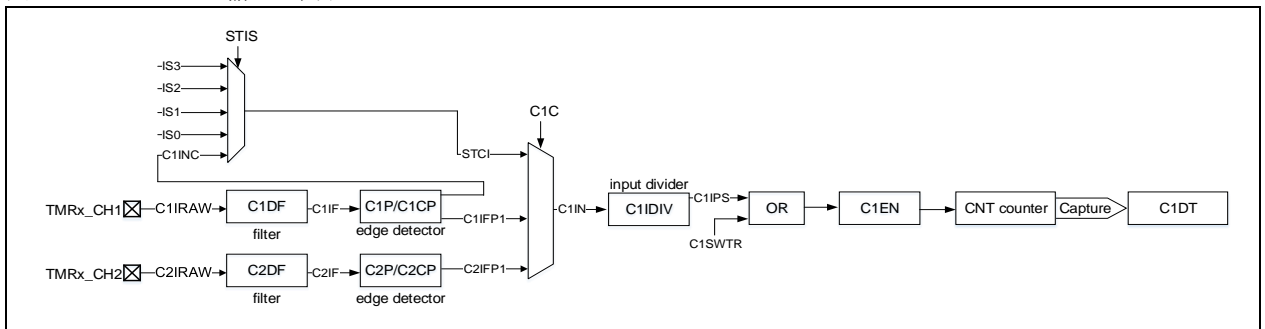 STIS
IS3
IS2
IS1
IS0
C1INC
C1C
STCI
TMRx_CH1 C1IRAW C1DF C1IF C1P/C1CP C1IFP1
filter edge detector
C1IN
input divider
C1IDIV
C1IPS
C1SWTR
OR
C1EN
CNT counter
Capture
C1DT
TMRx_CH2 C2IRAW C2DF C2IF C2P/C2CP C2IFP1
filter edge detector